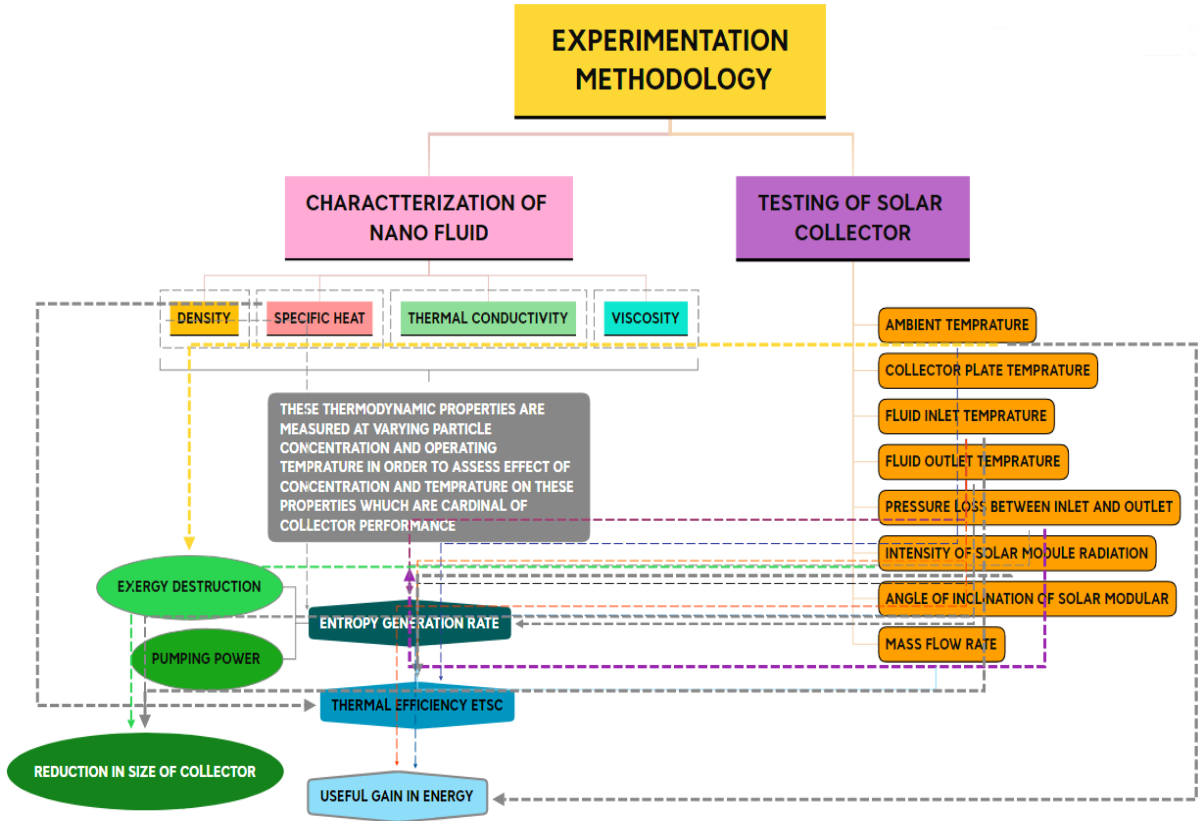 EXPERIMENTATION
METHODOLOGY
CHARACTTERIZATION OF
NANO FLUID
TESTING OF SOLAR
COLLECTOR
DENSITY
SPECIFIC HEAT
THERMAL CONDUCTIVITY
VISCOSITY
THESE THERMODYNAMIC PROPERTIES ARE
MEASURED AT VARYING PARTICLE
CONCENTRATION AND OPERATING
TEMPRATURE IN ORDER TO ASSESS EFFECT OF
CONCENTRATION AND TEMPRATURE ON THESE
PROPERTIES WHUCH ARE CARDINAL OF
COLLECTOR PERFORMANCE
AMBIENT TEMPRATURE
COLLECTOR PLATE TEMPRATURE
FLUID INLET TEMPRATURE
FLUID OUTLET TEMPRATURE
PRESSURE LOSS BETWEEN INLET AND OUTLET
INTENSITY OF SOLAR MODULE RADIATION
ANGLE OF INCLINATION OF SOLAR MODULAR
MASS FLOW RATE
EXERGY DESTRUCTION
PUMPING POWER
REDUCTION IN SIZE OF COLLECTOR
ENTROPY GENERATION RATE
THERMAL EFFICIENCY ETSC
USEFUL GAIN IN ENERGY